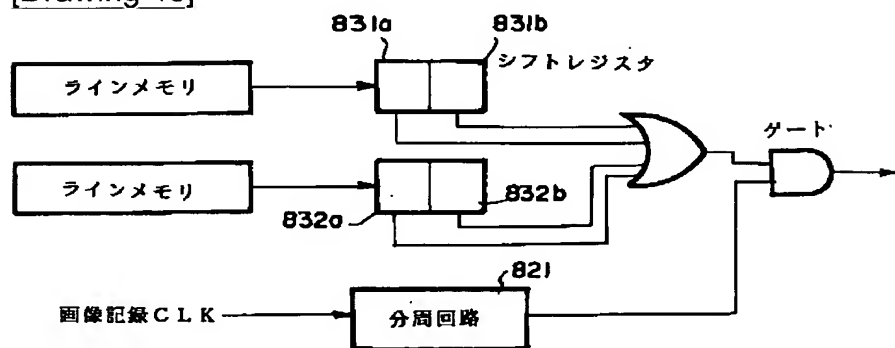 831a 831b
シフトレジスタ
ラインメモリ
ゲート
ラインメモリ
832a 832b
821
画像記録CLK
分周回路